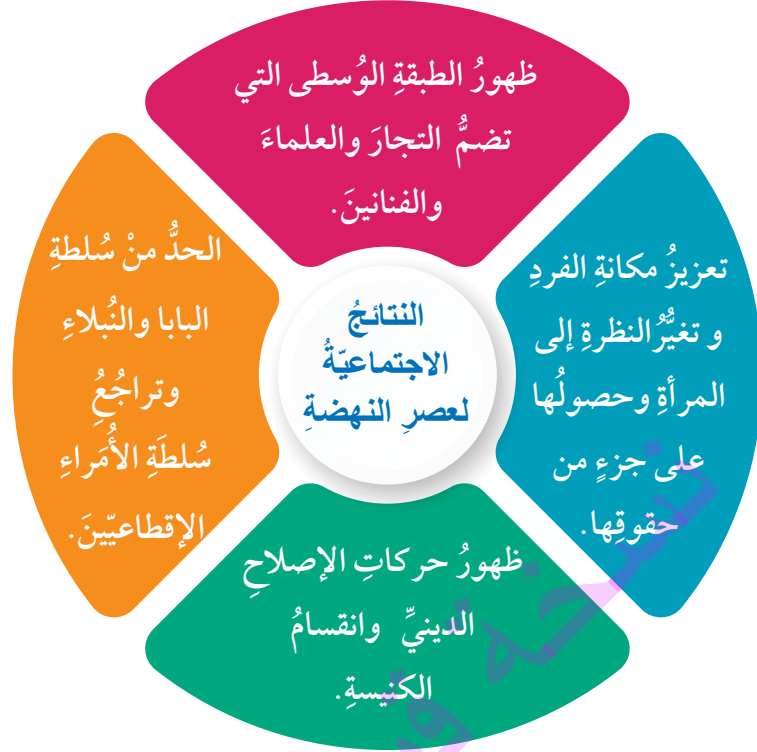 ظهورُ الطبقةِ الوُسطى التي
تضمُّ التجارَ والعلماءَ
والفنانينَ.
النتائجُ
الاجتماعيّةُ
لعصرِ النهضةِ
تعزيزُ مكانةِ الفردِ
و تغيُّرُ النظرةِ إلى
المرأةِ وحصولُها
على جزءٍ من
حقوقِها.
ظهورُ حركاتِ الإصلاحِ
الدينيِّ وانقسامُ
الكنيسةِ.
الحدُّ منْ سُلطةِ
البابا والنُبلاءِ
وتراجُعُ
سُلطَةِ الأُمَراءِ
الإقطاعيّينَ.
نسخة